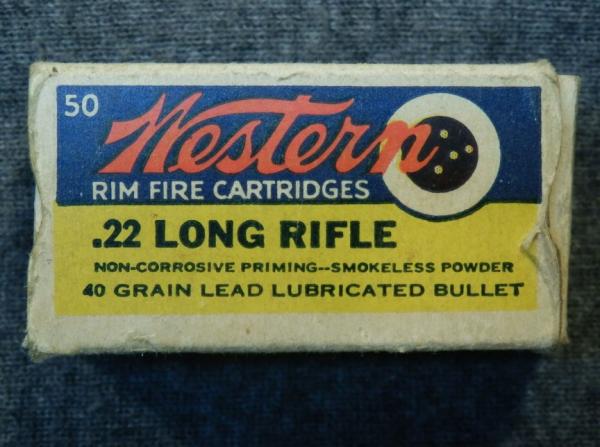 50
Western
RIM FIRE CARTRIDGES
.22 LONG RIFLE
NON-CORROSIVE PRIMING--SMOKELESS POWDER
40 GRAIN LEAD LUBRICATED BULLET